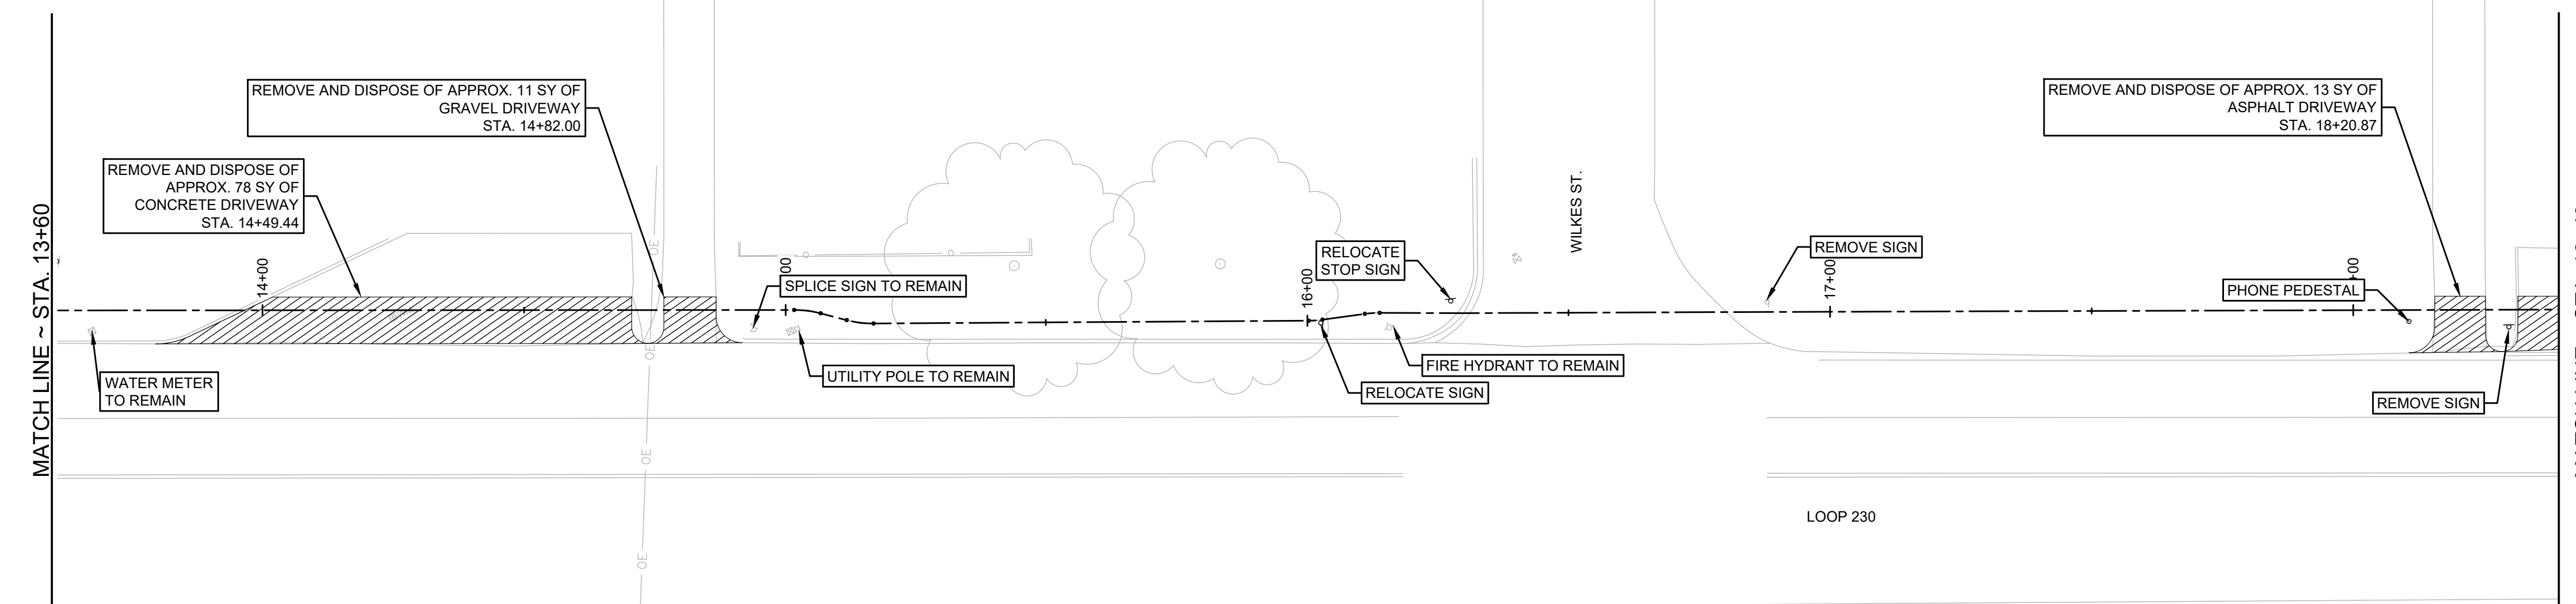 REMOVE AND DISPOSE OF APPROX. 11 SY OF
GRAVEL DRIVEWAY
STA. 14+82.00
REMOVE AND DISPOSE OF APPROX. 13 SY OF
ASPHALT DRIVEWAY
STA. 18+20.87
REMOVE AND DISPOSE OF
APPROX. 78 SY OF
CONCRETE DRIVEWAY
STA. 14+49.44
MATCH LINE ~ STA. 13+60
WILKES ST.
RELOCATE
STOP SIGN
REMOVE SIGN
14+00
00
16+00
17+00
00
SPLICE SIGN TO REMAIN
PHONE PEDESTAL
OE
OE
OE
OE
WATER METER
TO REMAIN
UTILITY POLE TO REMAIN
FIRE HYDRANT TO REMAIN
RELOCATE SIGN
REMOVE SIGN
LOOP 230